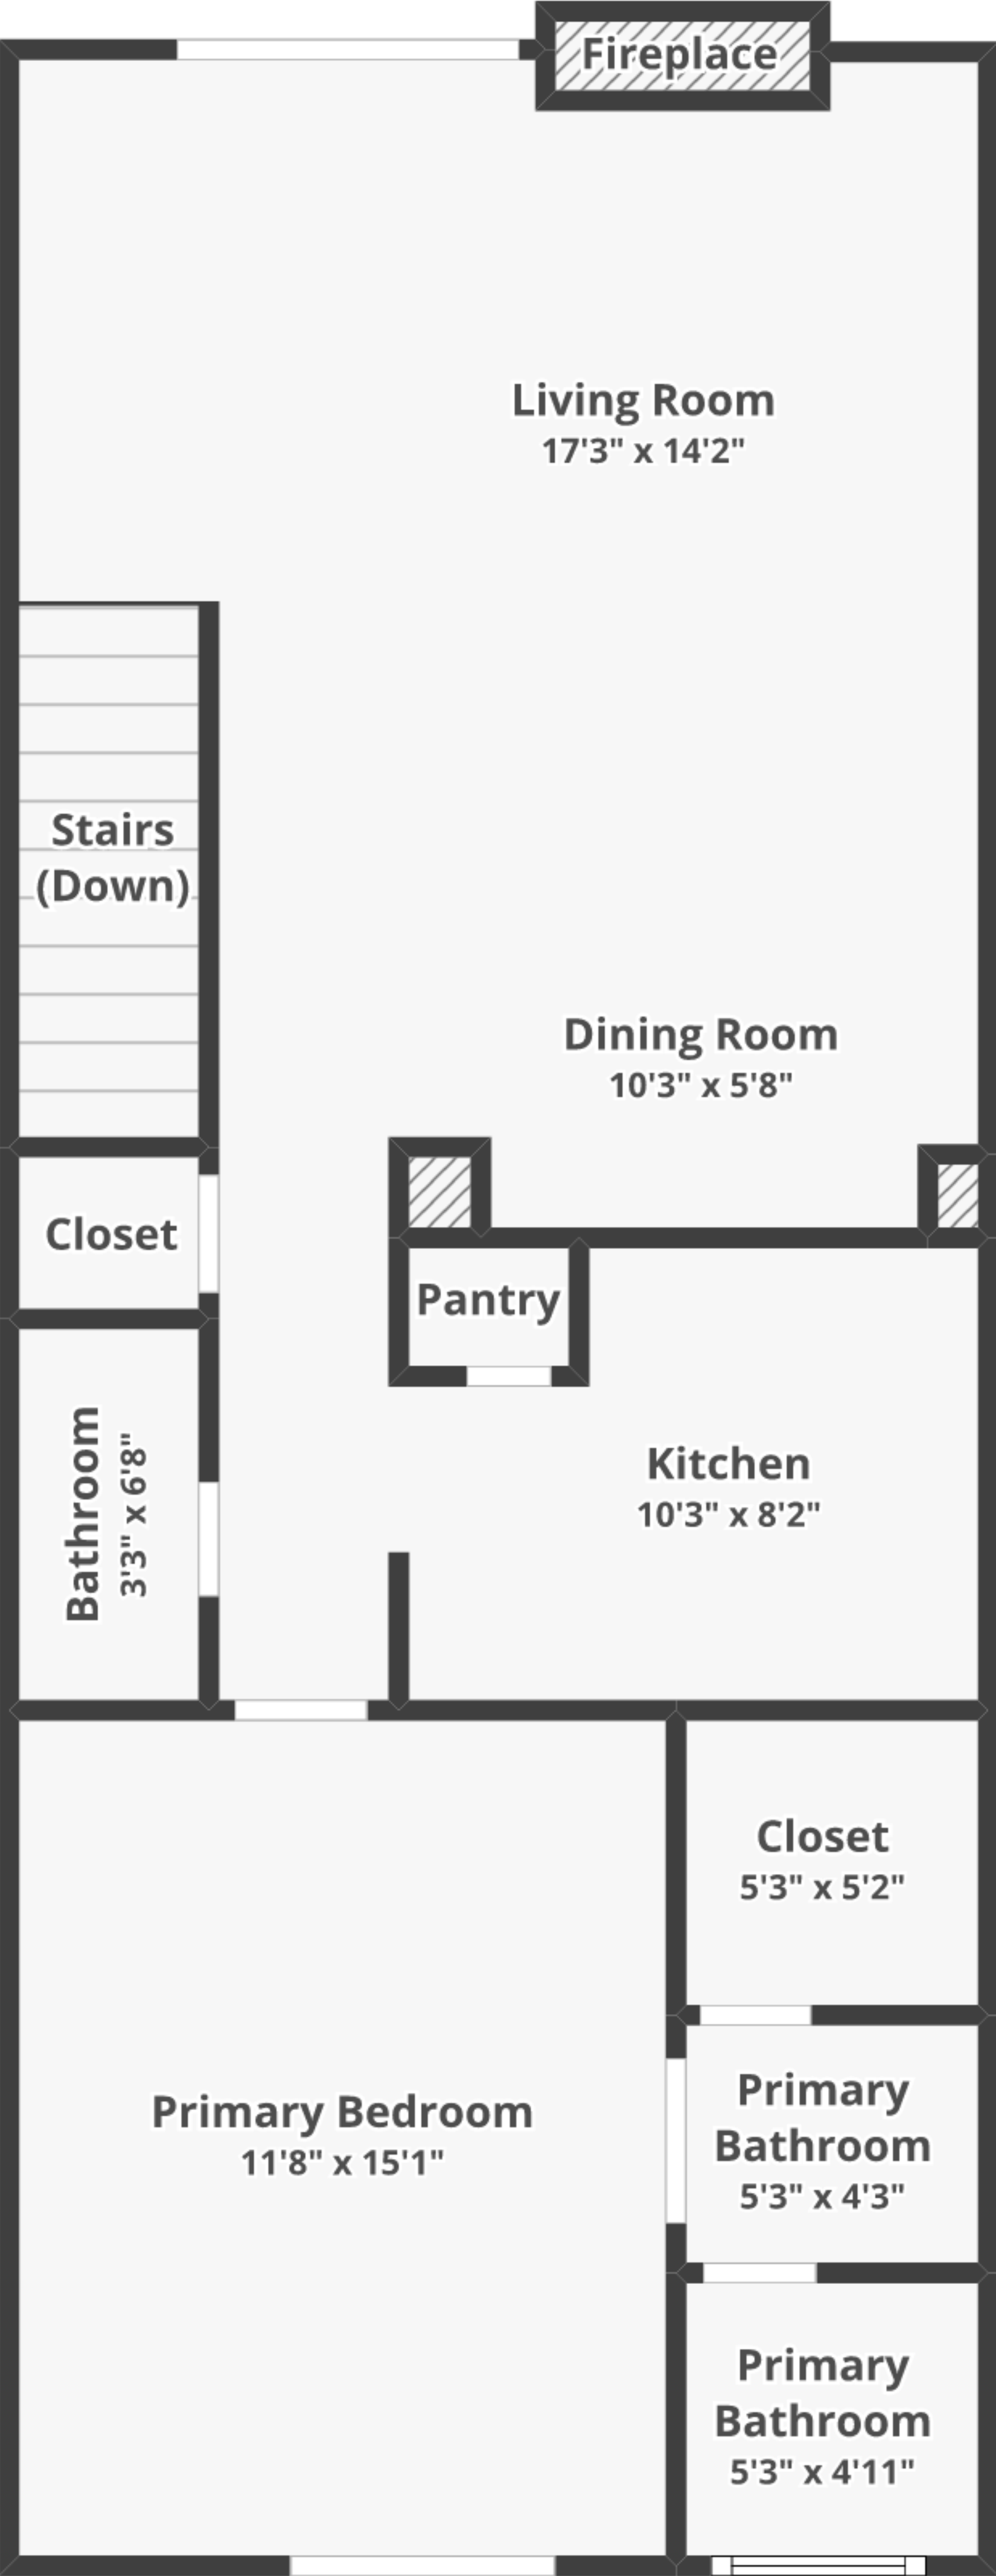 Fireplace
Living Room
17'3" x 14'2"
Stairs
(Down)
Dining Room
10'3" x 5'8"
Closet
Pantry
Kitchen
10'3" x 8'2"
Bathroom
3'3" x 6'8"
Closet
5'3" x 5'2"
Primary Bedroom
11'8" x 15'1"
Primary
Bathroom
5'3" x 4'3"
Primary
Bathroom
5'3" x 4'11"